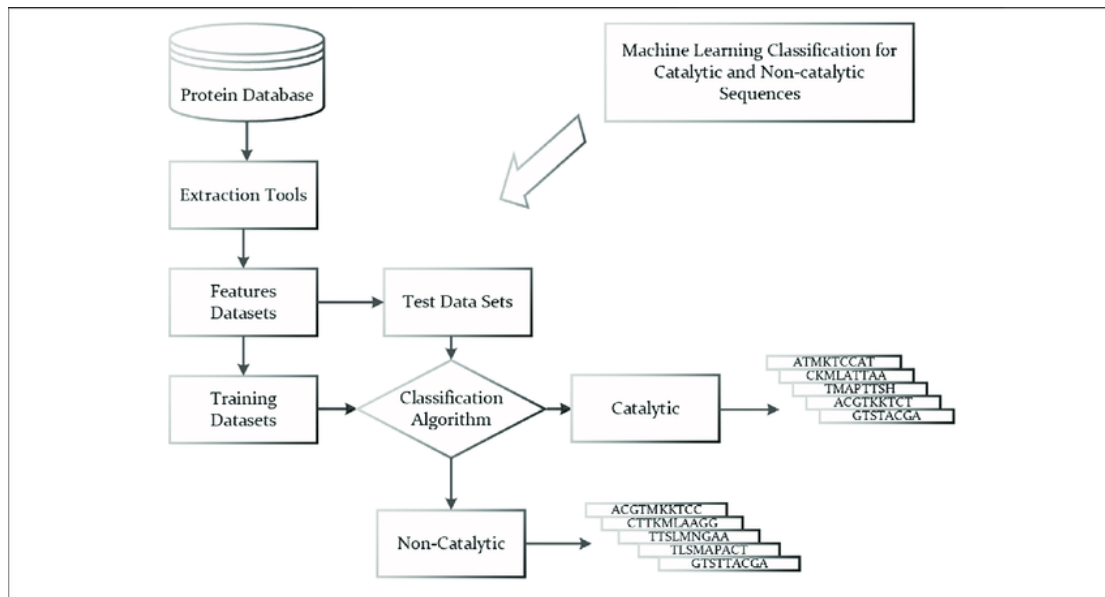 Protein Database
Machine Learning Classification for
Catalytic and Non-catalytic
Sequences
Extraction Tools
Features
Datasets
Test Data Sets
Training
Datasets
Classification
Algorithm
Catalytic
ATMKTCCAT
CKMLATTAA
TMAPTTSH
ACGTKKTCT
GTSTACGA
Non-Catalytic
ACGTMKKTCC
CTTKMLAAGG
TTSLMNGAA
TLSMAPACT
GTSTTACGA